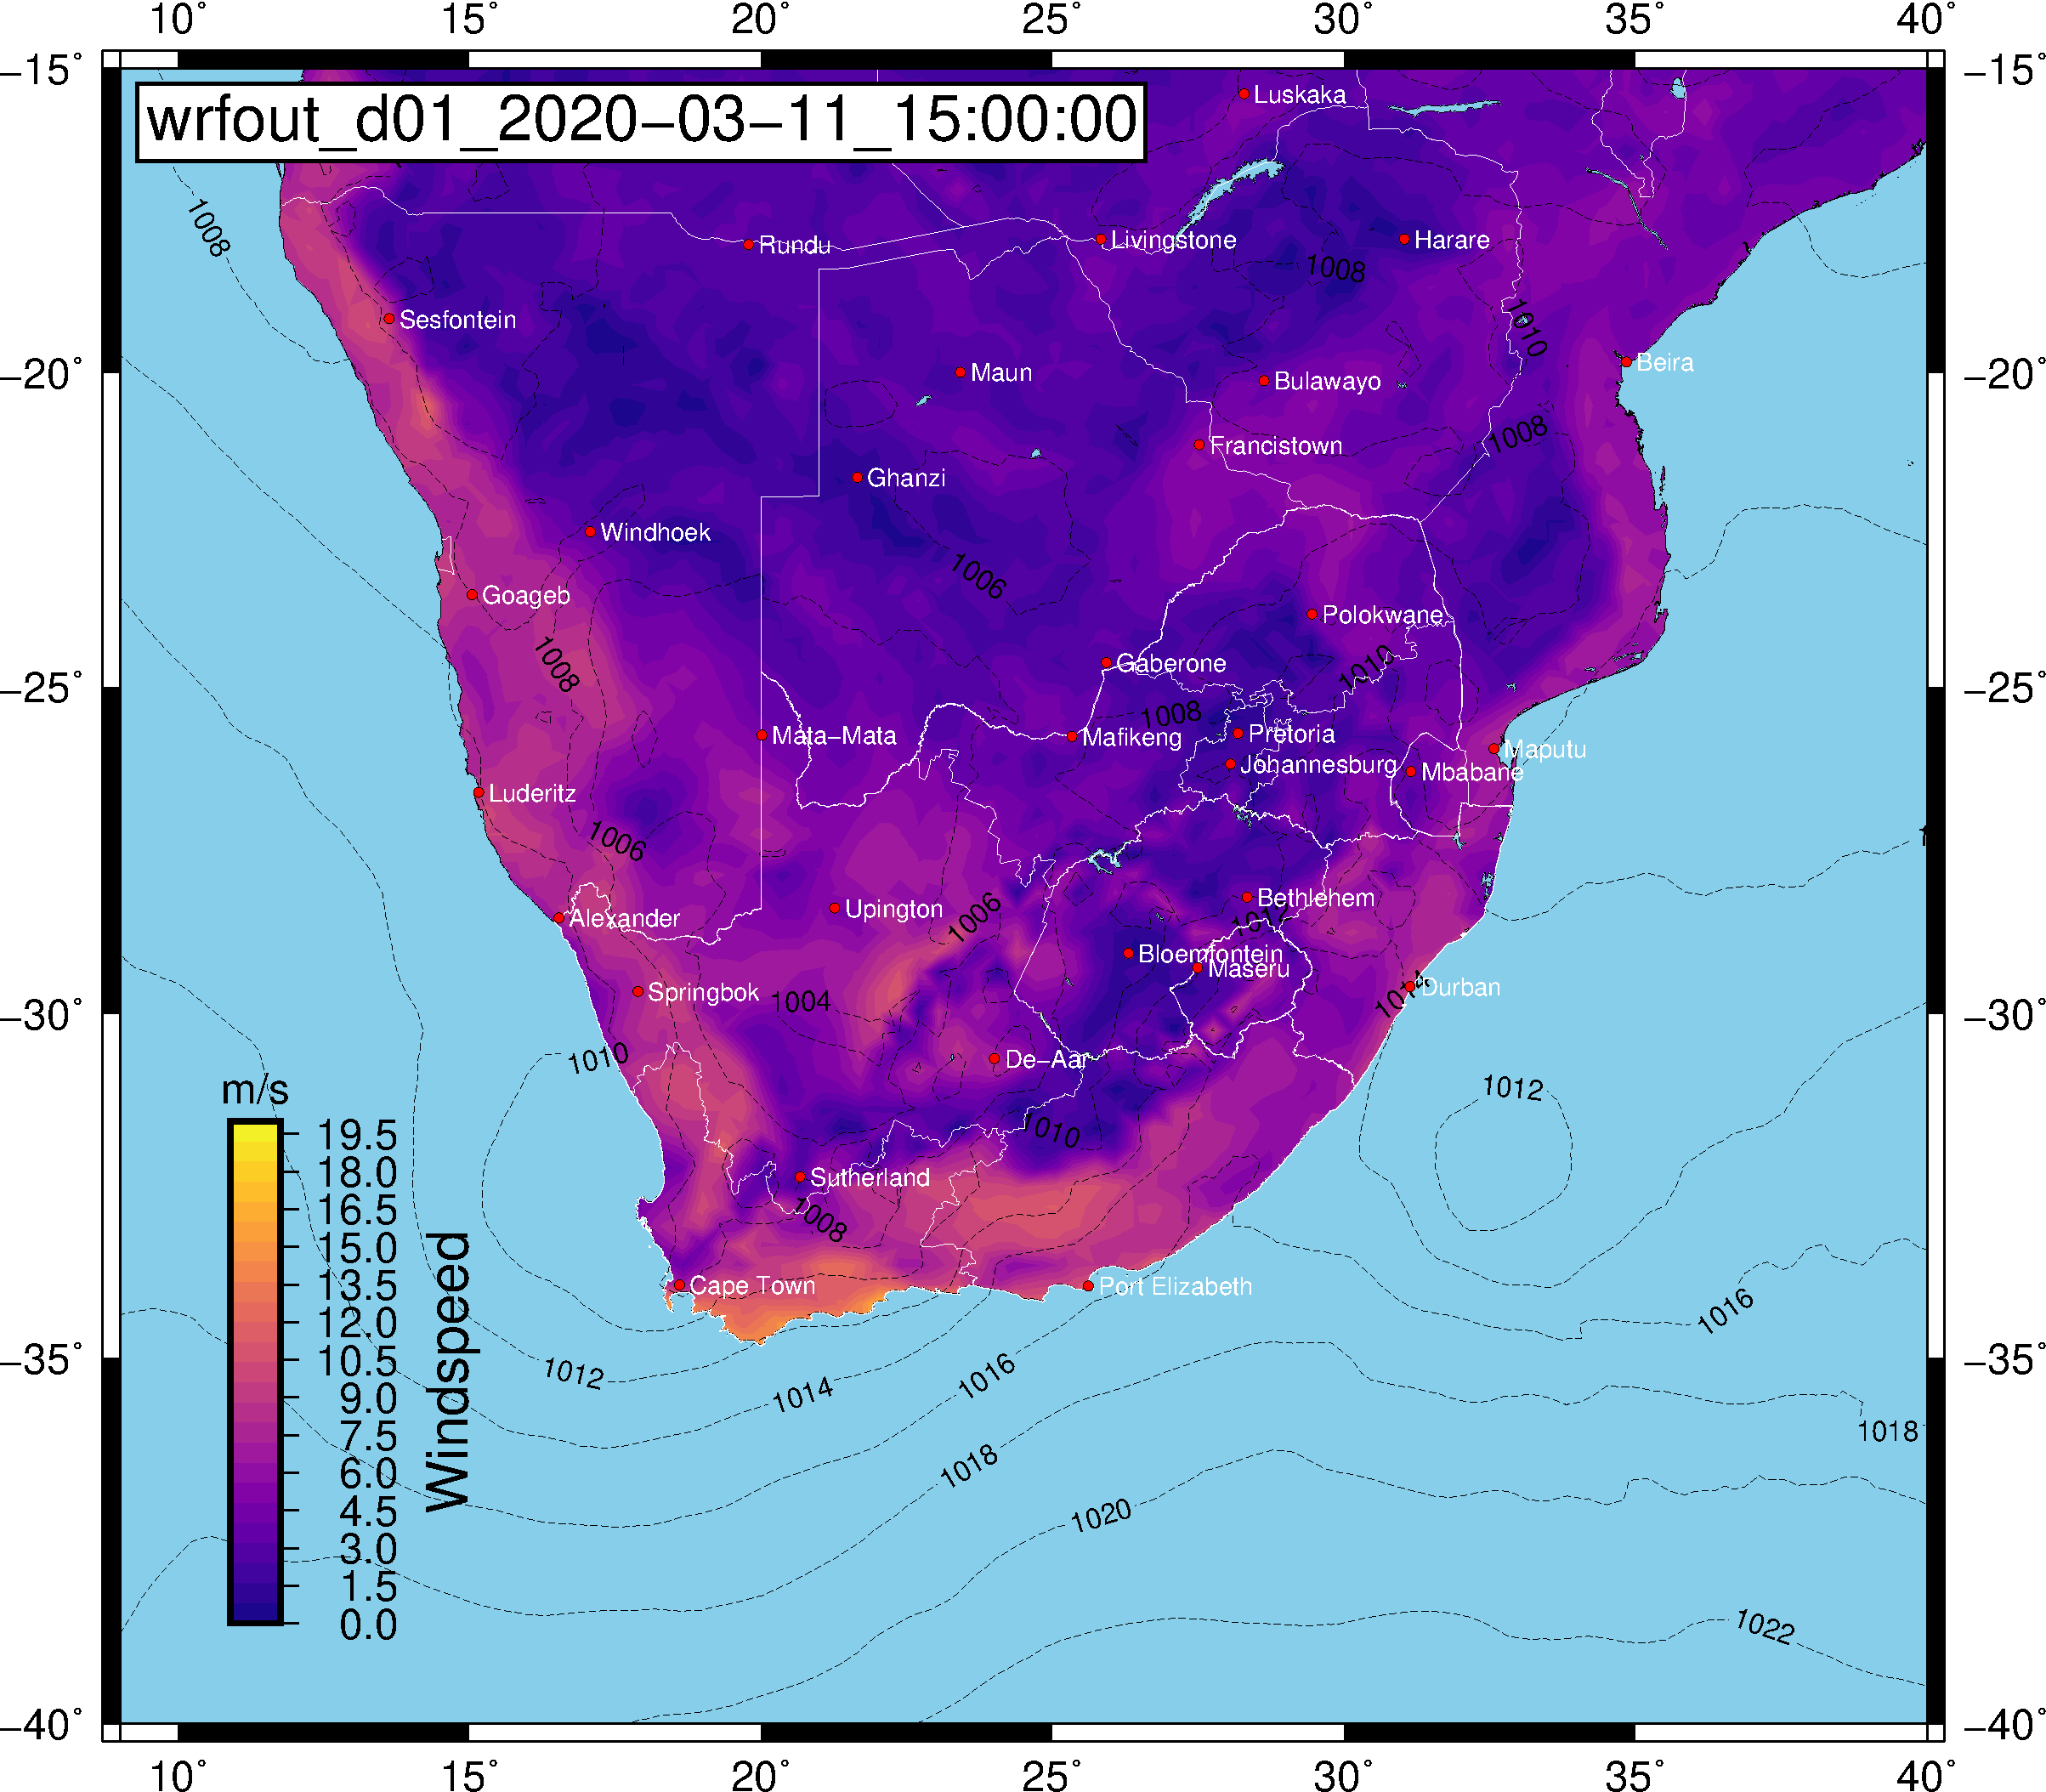 10° 15° 20° 25° 30° 35° 40°
−15° −15°
wrfout_d01_2020−03−11_15:00:00
Luskaka
1008
Rundu
Livingstone
Harare
1008
Sesfontein
1010
Beira
−20° −20°
Maun
Bulawayo
Francistown
1008
Ghanzi
Windhoek
1006
Goageb
Polokwane
1008
Gaberone
1010
−25° −25°
1008
Mata−Mata
Mafikeng
Pretoria
Johannesburg
Maputu
Mbabane
Luderitz
1006
Upington
1006
Bethlehem
1012
Alexander
Bloemfontein
Maseru
Springbok
1004
1014
Durban
−30° −30°
1010
De−Aar
1012
1010
Sutherland
1008
Cape Town
Port Elizabeth
1016
−35° −35°
1012
1014
1016
1018
1018
1020
1022
m/s
19.5
18.0
16.5
15.0
13.5
12.0
10.5
9.0
7.5
6.0
4.5
3.0
1.5
0.0
Windspeed
−40° −40°
10° 15° 20° 25° 30° 35° 40°